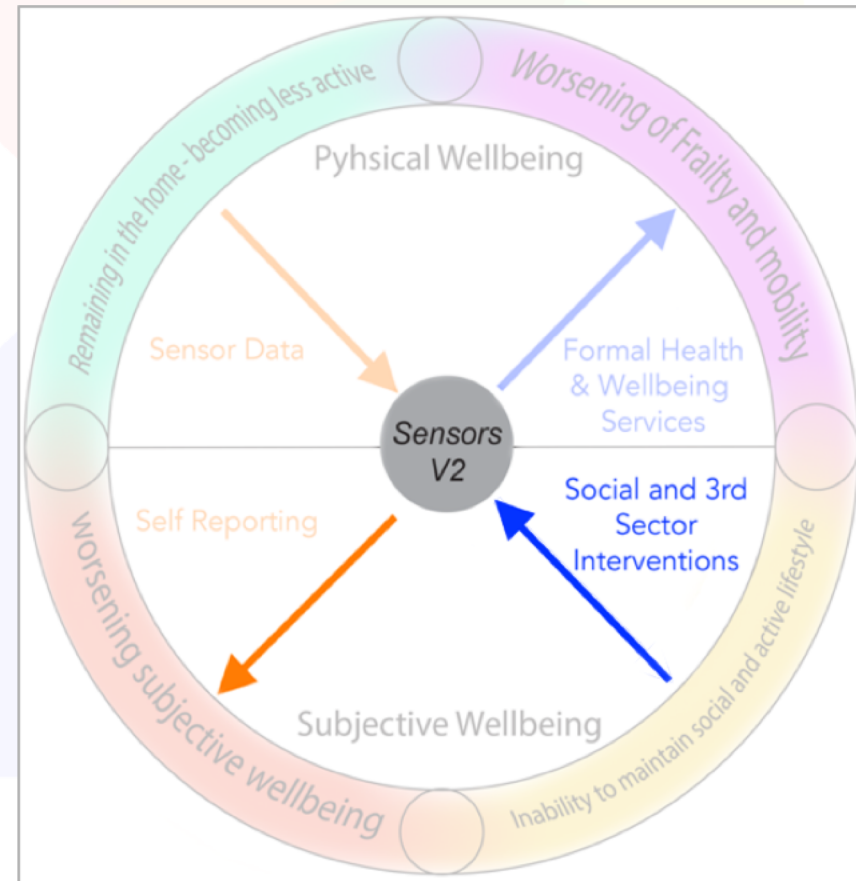 Remaining in the home - becoming less active
Worsening of Frailty and mobility
Pyhsical Wellbeing
Sensor Data
Formal Health
& Wellbeing
Services
Sensors
V2
Self Reporting
Social and 3rd
Sector
Interventions
Subjective Wellbeing
worsening subjective wellbeing
Inability to maintain social and active lifestyle